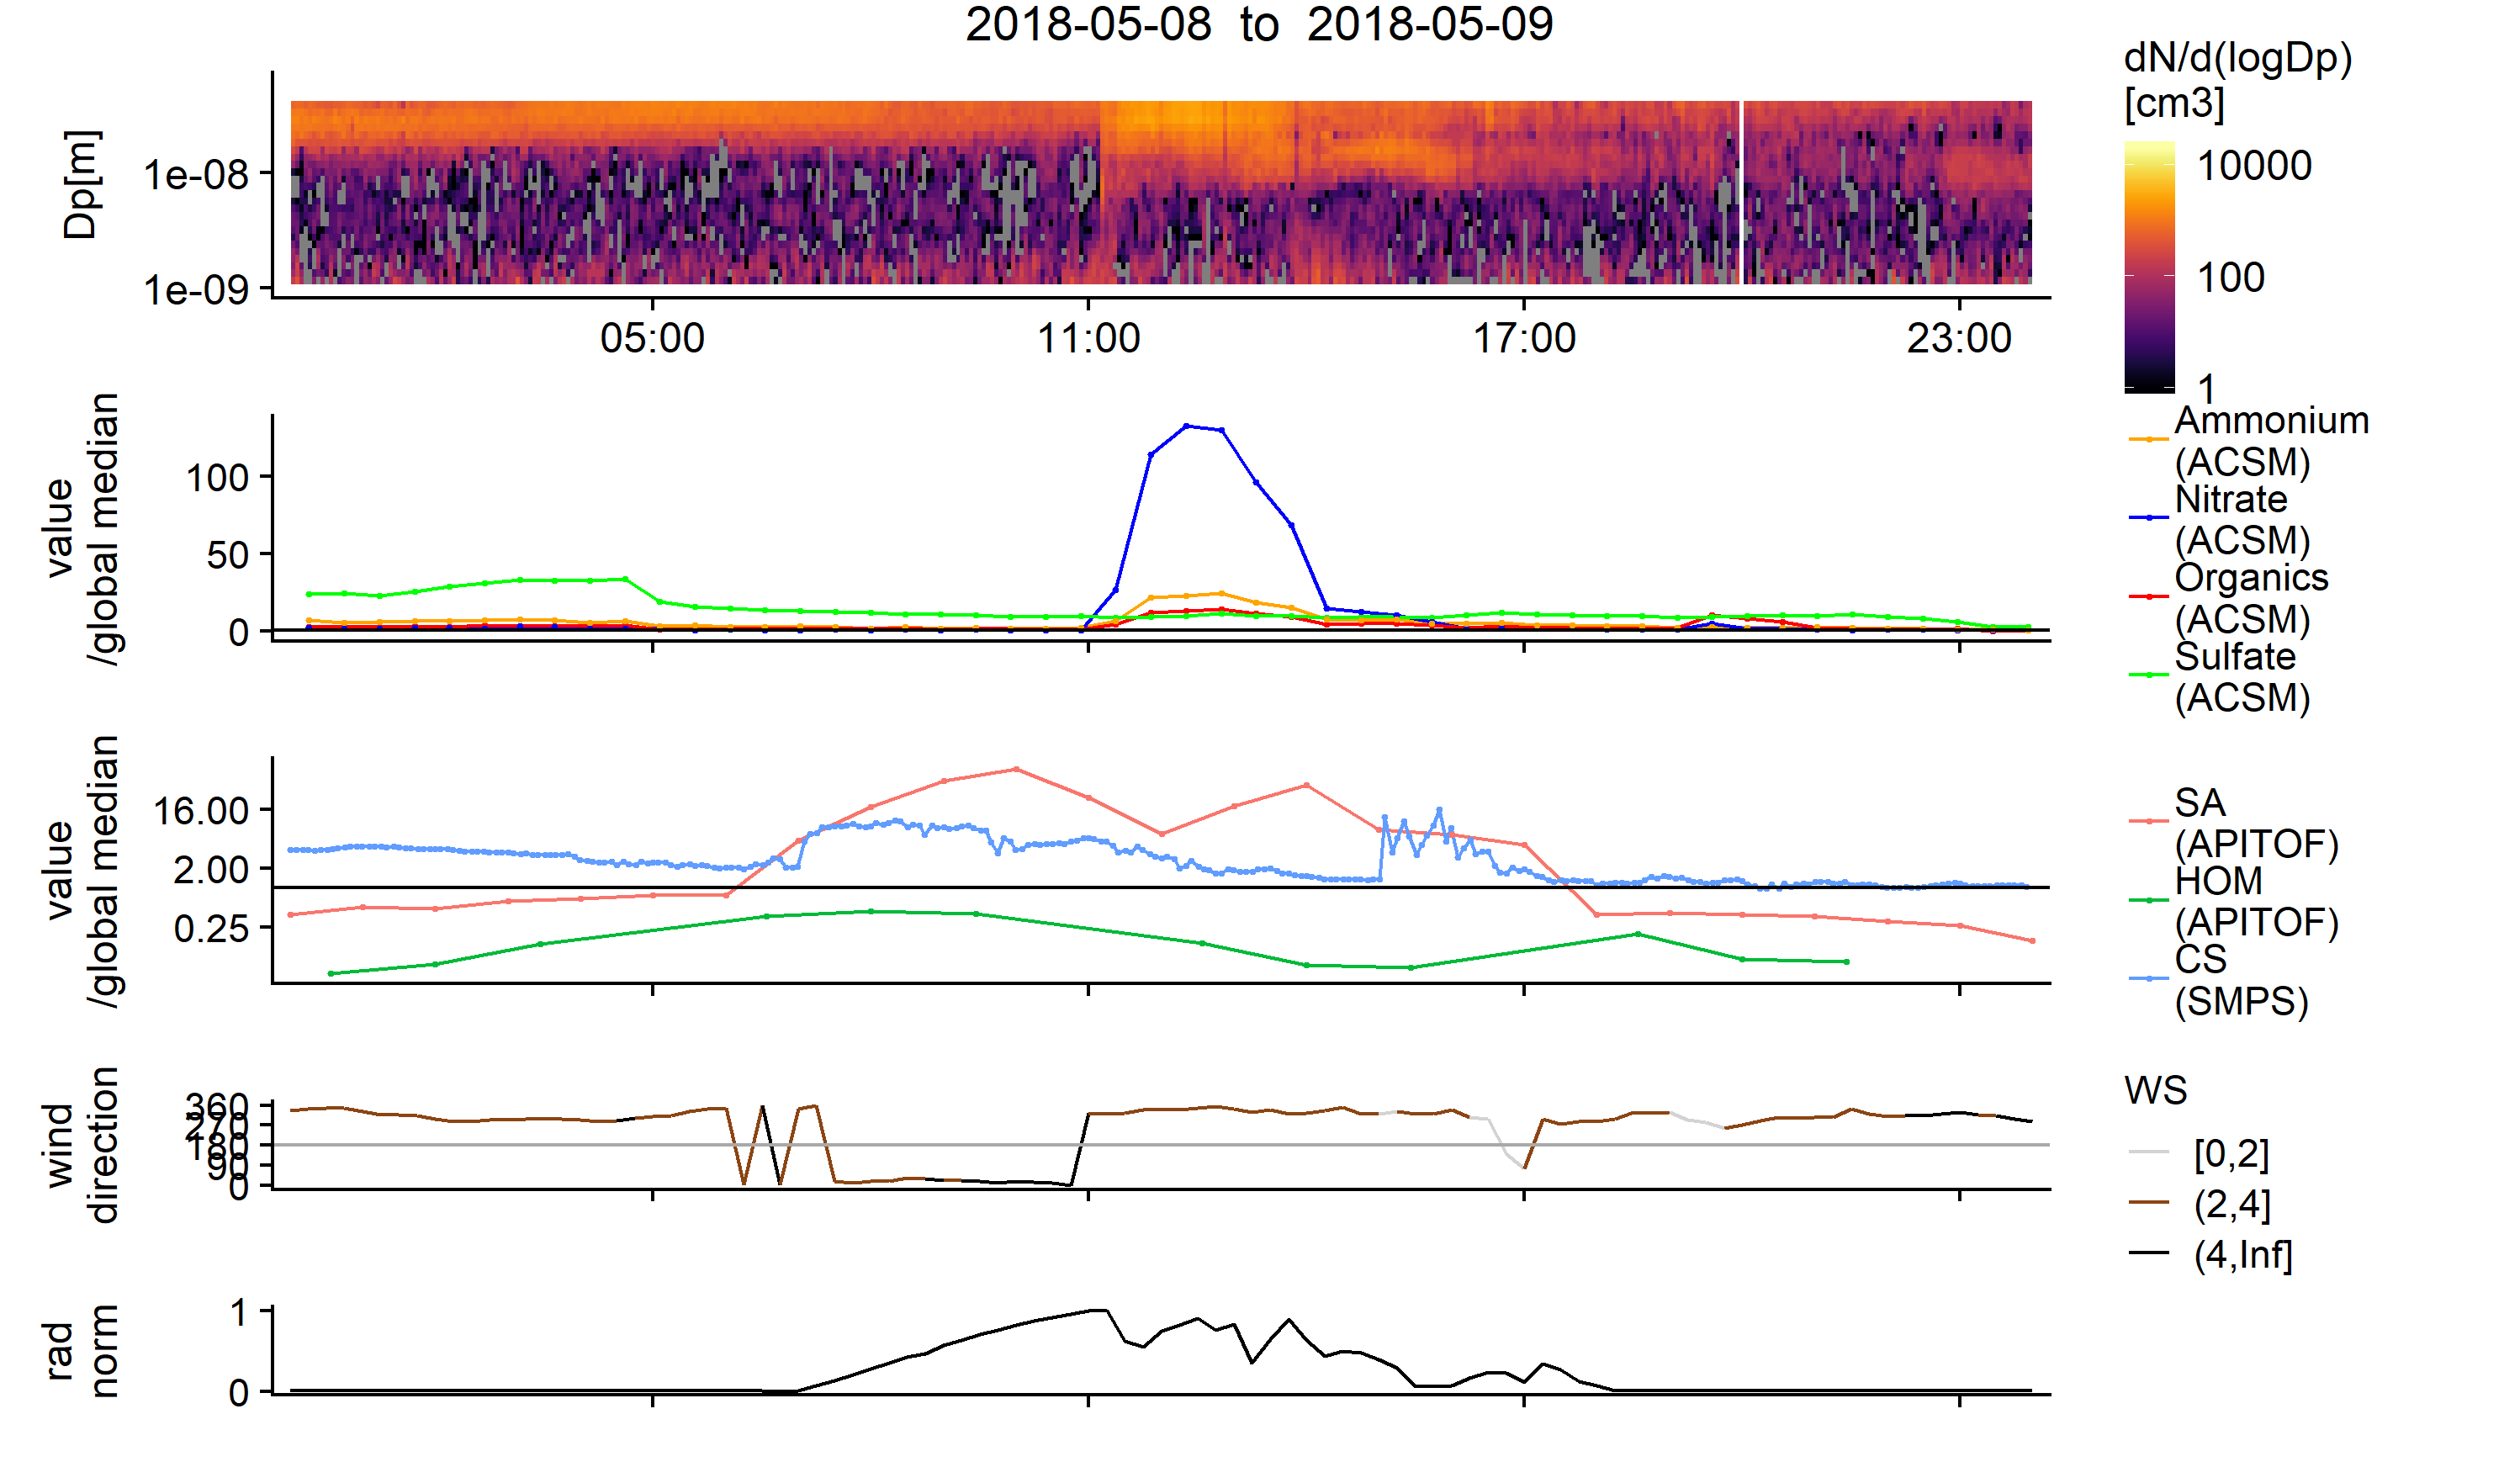 2018-05-08 to 2018-05-09
Dp[m]
1e-08
1e-09
05:00
11:00
17:00
23:00
dN/d(logDp)
[cm3]
10000
100
1
value
/global median
100
50
0
Ammonium
(ACSM)
Nitrate
(ACSM)
Organics
(ACSM)
Sulfate
(ACSM)
value
/global median
16.00
2.00
0.25
SA
(APITOF)
HOM
(APITOF)
CS
(SMPS)
wind
direction
360
270
180
90
0
WS
[0,2]
(2,4]
(4,Inf]
rad
norm
1
0